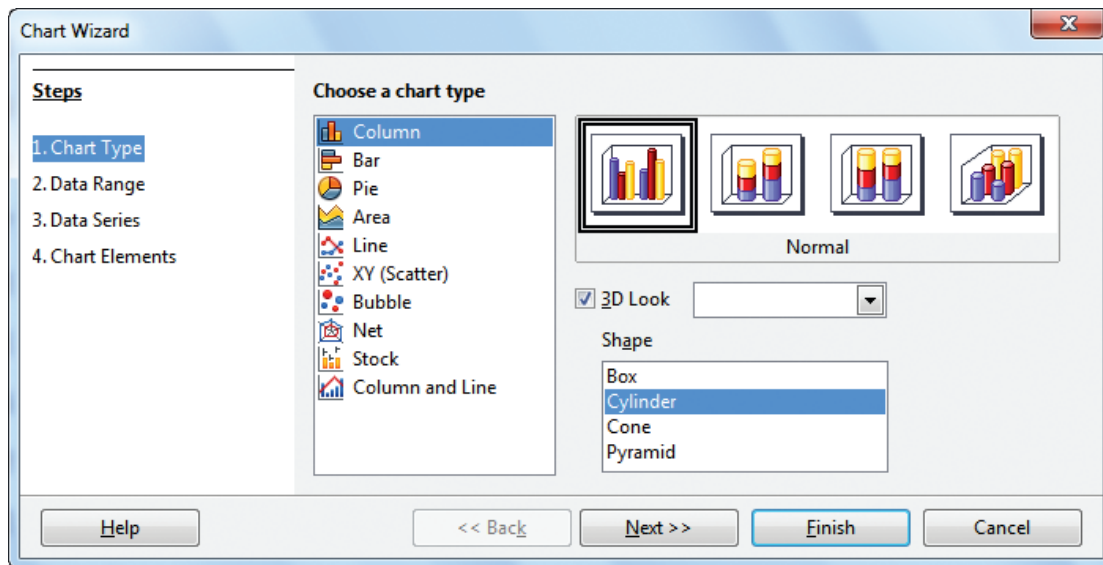 Chart Wizard
Steps
1. Chart Type
2. Data Range
3. Data Series
4. Chart Elements
Choose a chart type
Column
Bar
Pie
Area
Line
XY (Scatter)
Bubble
Net
Stock
Column and Line
Normal
3D Look
Shape
Box
Cylinder
Cone
Pyramid
Help
<< Back
Next >>
Finish
Cancel